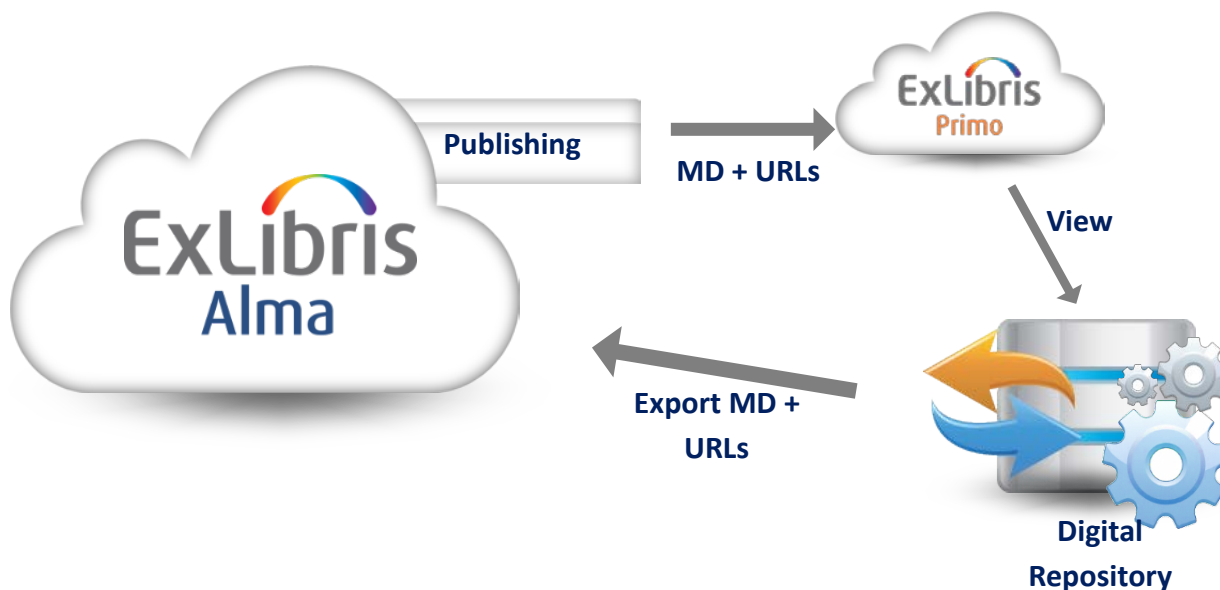 ExLibris
Primo
Publishing
MD + URLs
View
ExLibris
Alma
Export MD +
URLs
Digital
Repository